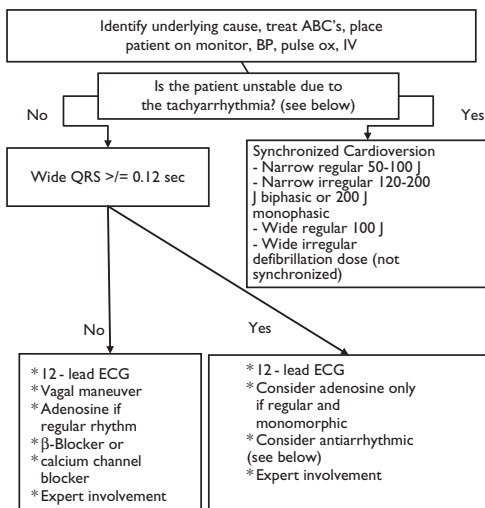 Identify underlying cause, treat ABC's, place
patient on monitor, BP, pulse ox, IV
Is the patient unstable due to
the tachyarrhythmia? (see below)
No
Yes
Wide QRS >/= 0.12 sec
Synchronized Cardioversion
- Narrow regular 50-100 J
- Narrow irregular 120-200
J biphasic or 200 J
monophasic
- Wide regular 100 J
- Wide irregular
defibrillation dose (not
synchronized)
No
Yes
* 12 - lead ECG
* Vagal maneuver
* Adenosine if
regular rhythm
* β-Blocker or
* calcium channel
blocker
* Expert involvement
* 12 - lead ECG
* Consider adenosine only
if regular and
monomorphic
* Consider antiarrhythmic
(see below)
* Expert involvement